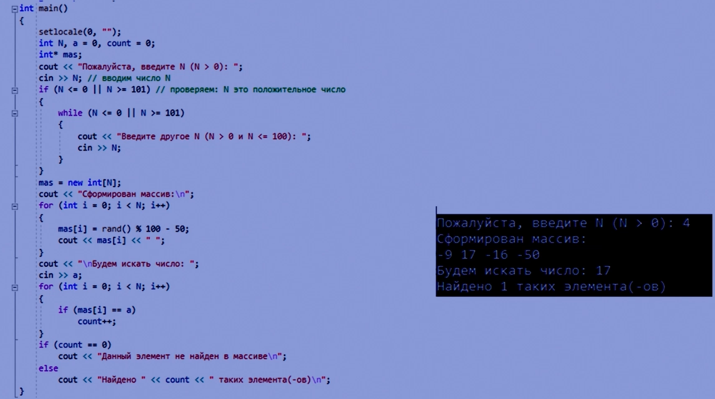 int main()
{
setlocale(0, "");
int N, a = 0, count = 0;
int* mas;
cout << "Пожалуйста, введите N (N > 0): ";
cin >> N; // вводим число N
if (N <= 0 || N >= 101) // проверяем: N это положительное число
{
while (N <= 0 || N >= 101)
{
cout << "Введите другое N (N > 0 и N <= 100): ";
cin >> N;
}
}
mas = new int[N];
cout << "Сформирован массив:\n";
for (int i = 0; i < N; i++)
{
mas[i] = rand() % 100 - 50;
cout << mas[i] << " ";
}
cout << "\nБудем искать число: ";
cin >> a;
for (int i = 0; i < N; i++)
{
if (mas[i] == a)
count++;
}
if (count == 0)
cout << "Данный элемент не найден в массиве\n";
else
cout << "Найдено " << count << " таких элемента(-ов)\n";
}
Пожалуйста, введите N (N > 0): 4
Сформирован массив:
-9 17 -16 -50
Будем искать число: 17
Найдено 1 таких элемента(-ов)